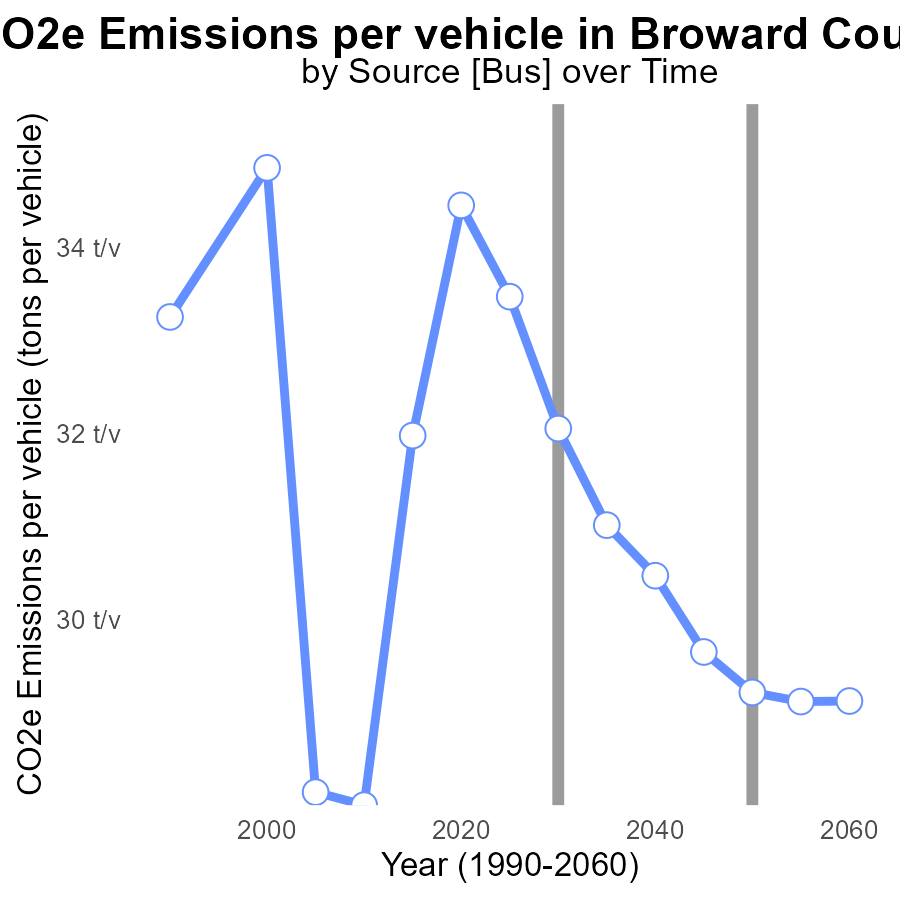 O2e Emissions per vehicle in Broward Cou
by Source [Bus] over Time
CO2e Emissions per vehicle (tons per vehicle)
34 t/v
32 t/v
30 t/v
2000 2020 2040 2060
Year (1990-2060)